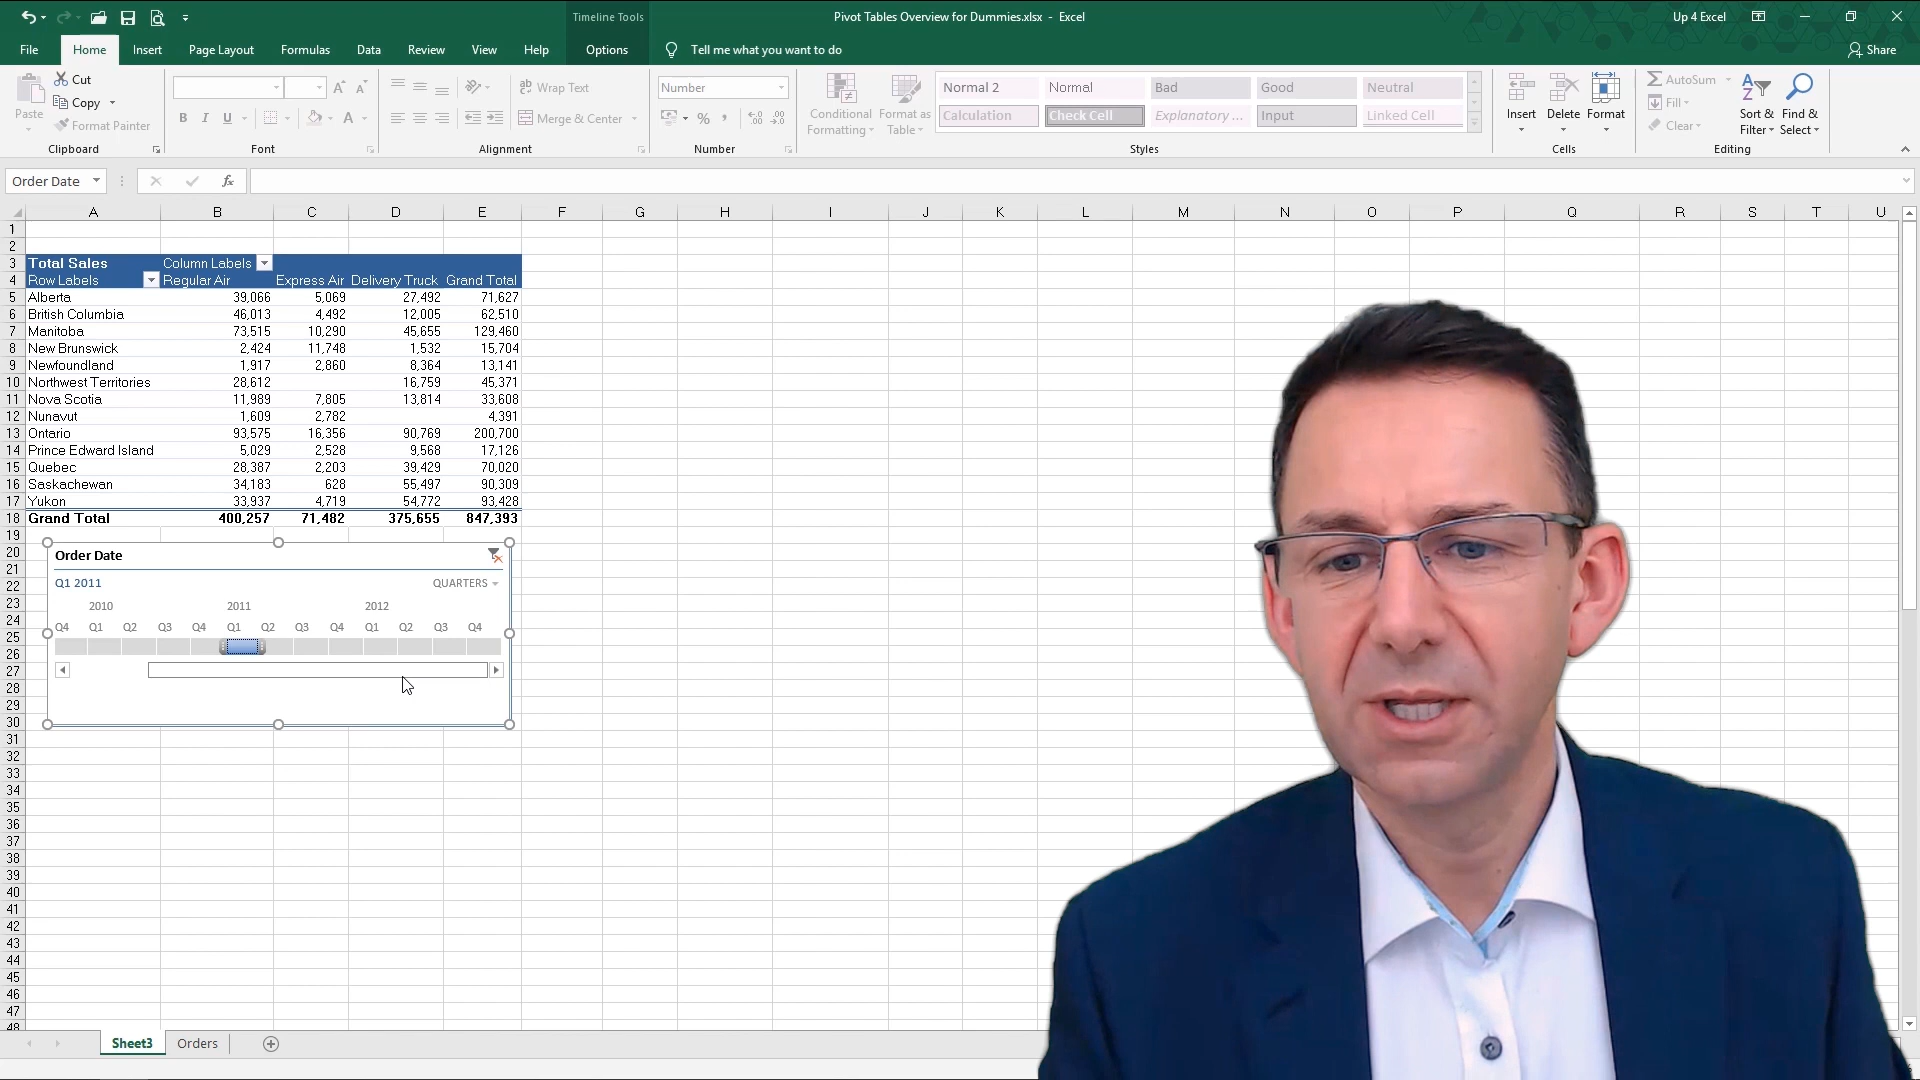 Timeline Tools
Pivot Tables Overview for Dummies.xlsx - Excel
Up 4 Excel
File Home Insert Page Layout Formulas Data Review View Help Options Tell me what you want to do Share
Cut
Copy
Format Painter
Paste
Clipboard
B I U
Font
Wrap Text
Merge & Center
Alignment
Number
% ,
Number
Conditional Formatting
Format as Table
Normal 2 Normal Bad Good Neutral
Calculation Check Cell Explanatory ... Input Linked Cell
Styles
Insert Delete Format
Cells
AutoSum
Fill
Clear
Sort & Filter
Find & Select
Editing
Order Date fx
A B C D E F G H I J K L M N O P Q R S T U
1
2
3 Total Sales Column Labels
4 Row Labels Regular Air Express Air Delivery Truck Grand Total
5 Alberta 39,066 5,069 27,492 71,627
6 British Columbia 46,013 4,492 12,005 62,510
7 Manitoba 73,515 10,290 45,655 129,460
8 New Brunswick 2,424 11,748 1,532 15,704
9 Newfoundland 1,917 2,860 8,364 13,141
10 Northwest Territories 28,612 16,759 45,371
11 Nova Scotia 11,989 7,805 13,814 33,608
12 Nunavut 1,609 2,782 4,391
13 Ontario 93,575 16,356 90,769 200,700
14 Prince Edward Island 5,029 2,528 9,568 17,126
15 Quebec 28,387 2,203 39,429 70,020
16 Saskachewan 34,183 628 55,497 90,309
17 Yukon 33,937 4,719 54,772 93,428
18 Grand Total 400,257 71,482 375,655 847,393
19
20 Order Date
21
22 Q1 2011 QUARTERS
23 2010 2011 2012
24 Q4 Q1 Q2 Q3 Q4 Q1 Q2 Q3 Q4 Q1 Q2 Q3 Q4
25
26
27
28
29
30
31
32
33
34
35
36
37
38
39
40
41
42
43
44
45
46
47
48
Sheet3 Orders